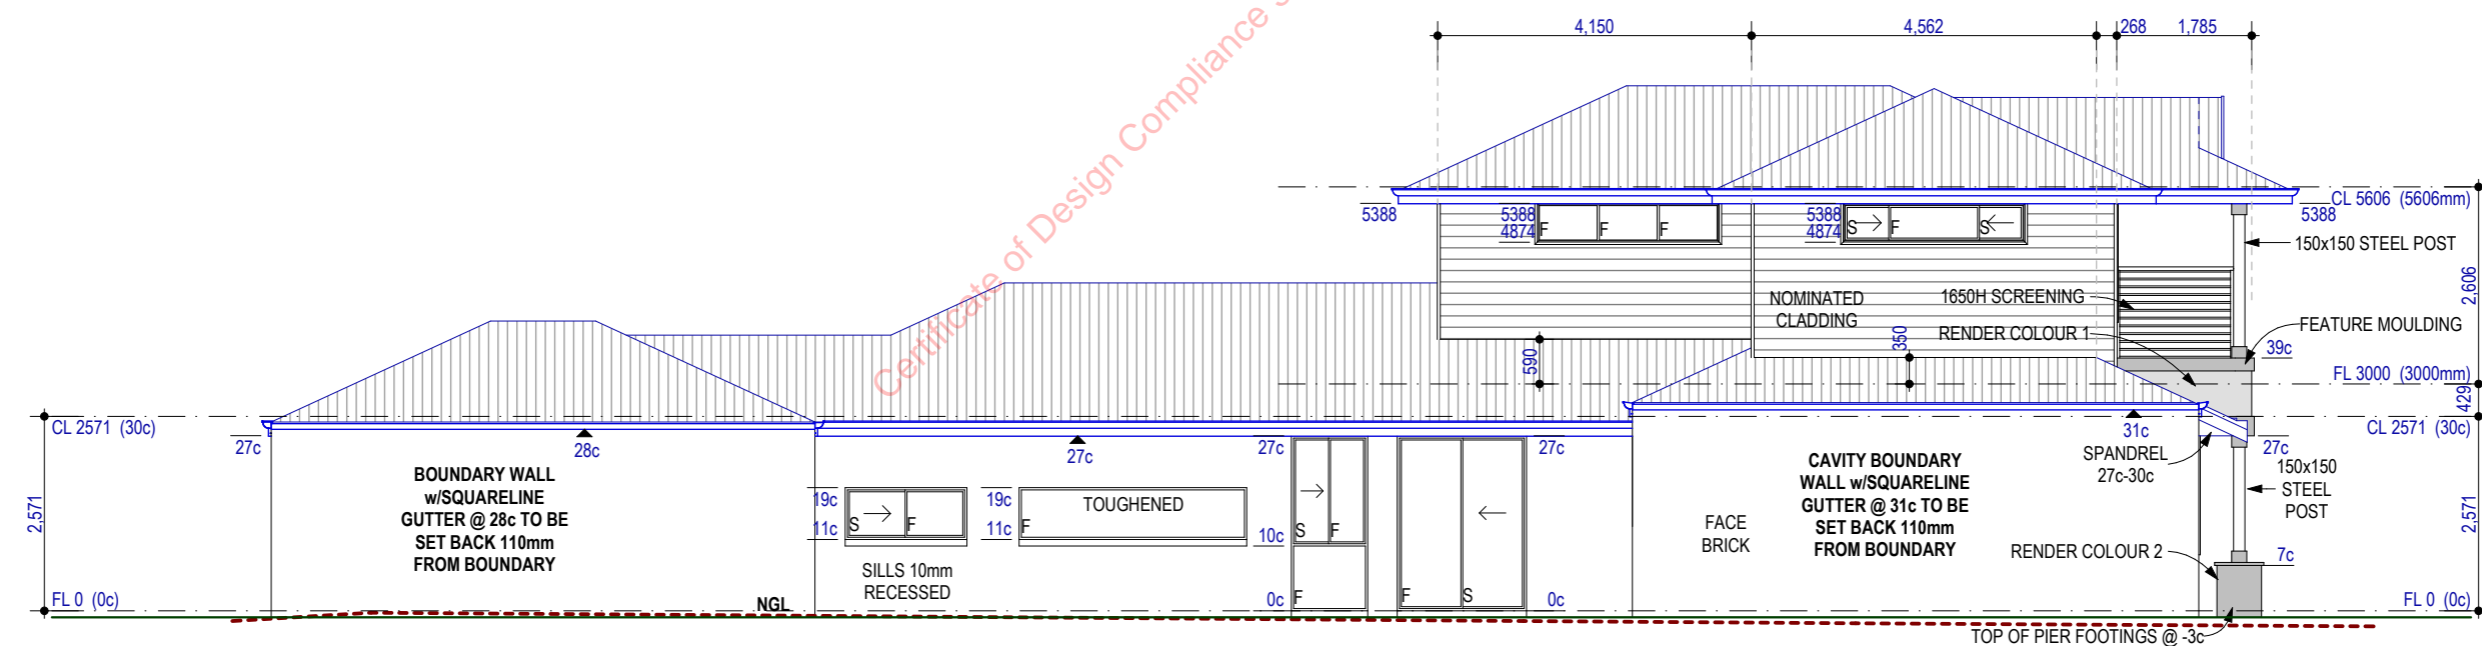 Certificate of Design Compliance
4,150
4,562
268
1,785
5388
5388
4874
F
F
F
5388
4874
S
F
S
CL 5606 (5606mm)
5388
150x150 STEEL POST
2,606
NOMINATED
CLADDING
1650H SCREENING
RENDER COLOUR 1
FEATURE MOULDING
590
350
39c
FL 3000 (3000mm)
429
CL 2571 (30c)
27c
28c
27c
27c
27c
31c
CL 2571 (30c)
27c
SPANDREL
27c-30c
150x150
STEEL
POST
2,571
BOUNDARY WALL
w/SQUARELINE
GUTTER @ 28c TO BE
SET BACK 110mm
FROM BOUNDARY
19c
11c
S
F
19c
11c
F
TOUGHENED
10c
S
F
F
0c
F
S
0c
SILLS 10mm
RECESSED
FACE
BRICK
CAVITY BOUNDARY
WALL w/SQUARELINE
GUTTER @ 31c TO BE
SET BACK 110mm
FROM BOUNDARY
RENDER COLOUR 2
7c
2,571
FL 0 (0c)
NGL
FL 0 (0c)
TOP OF PIER FOOTINGS @ -3c